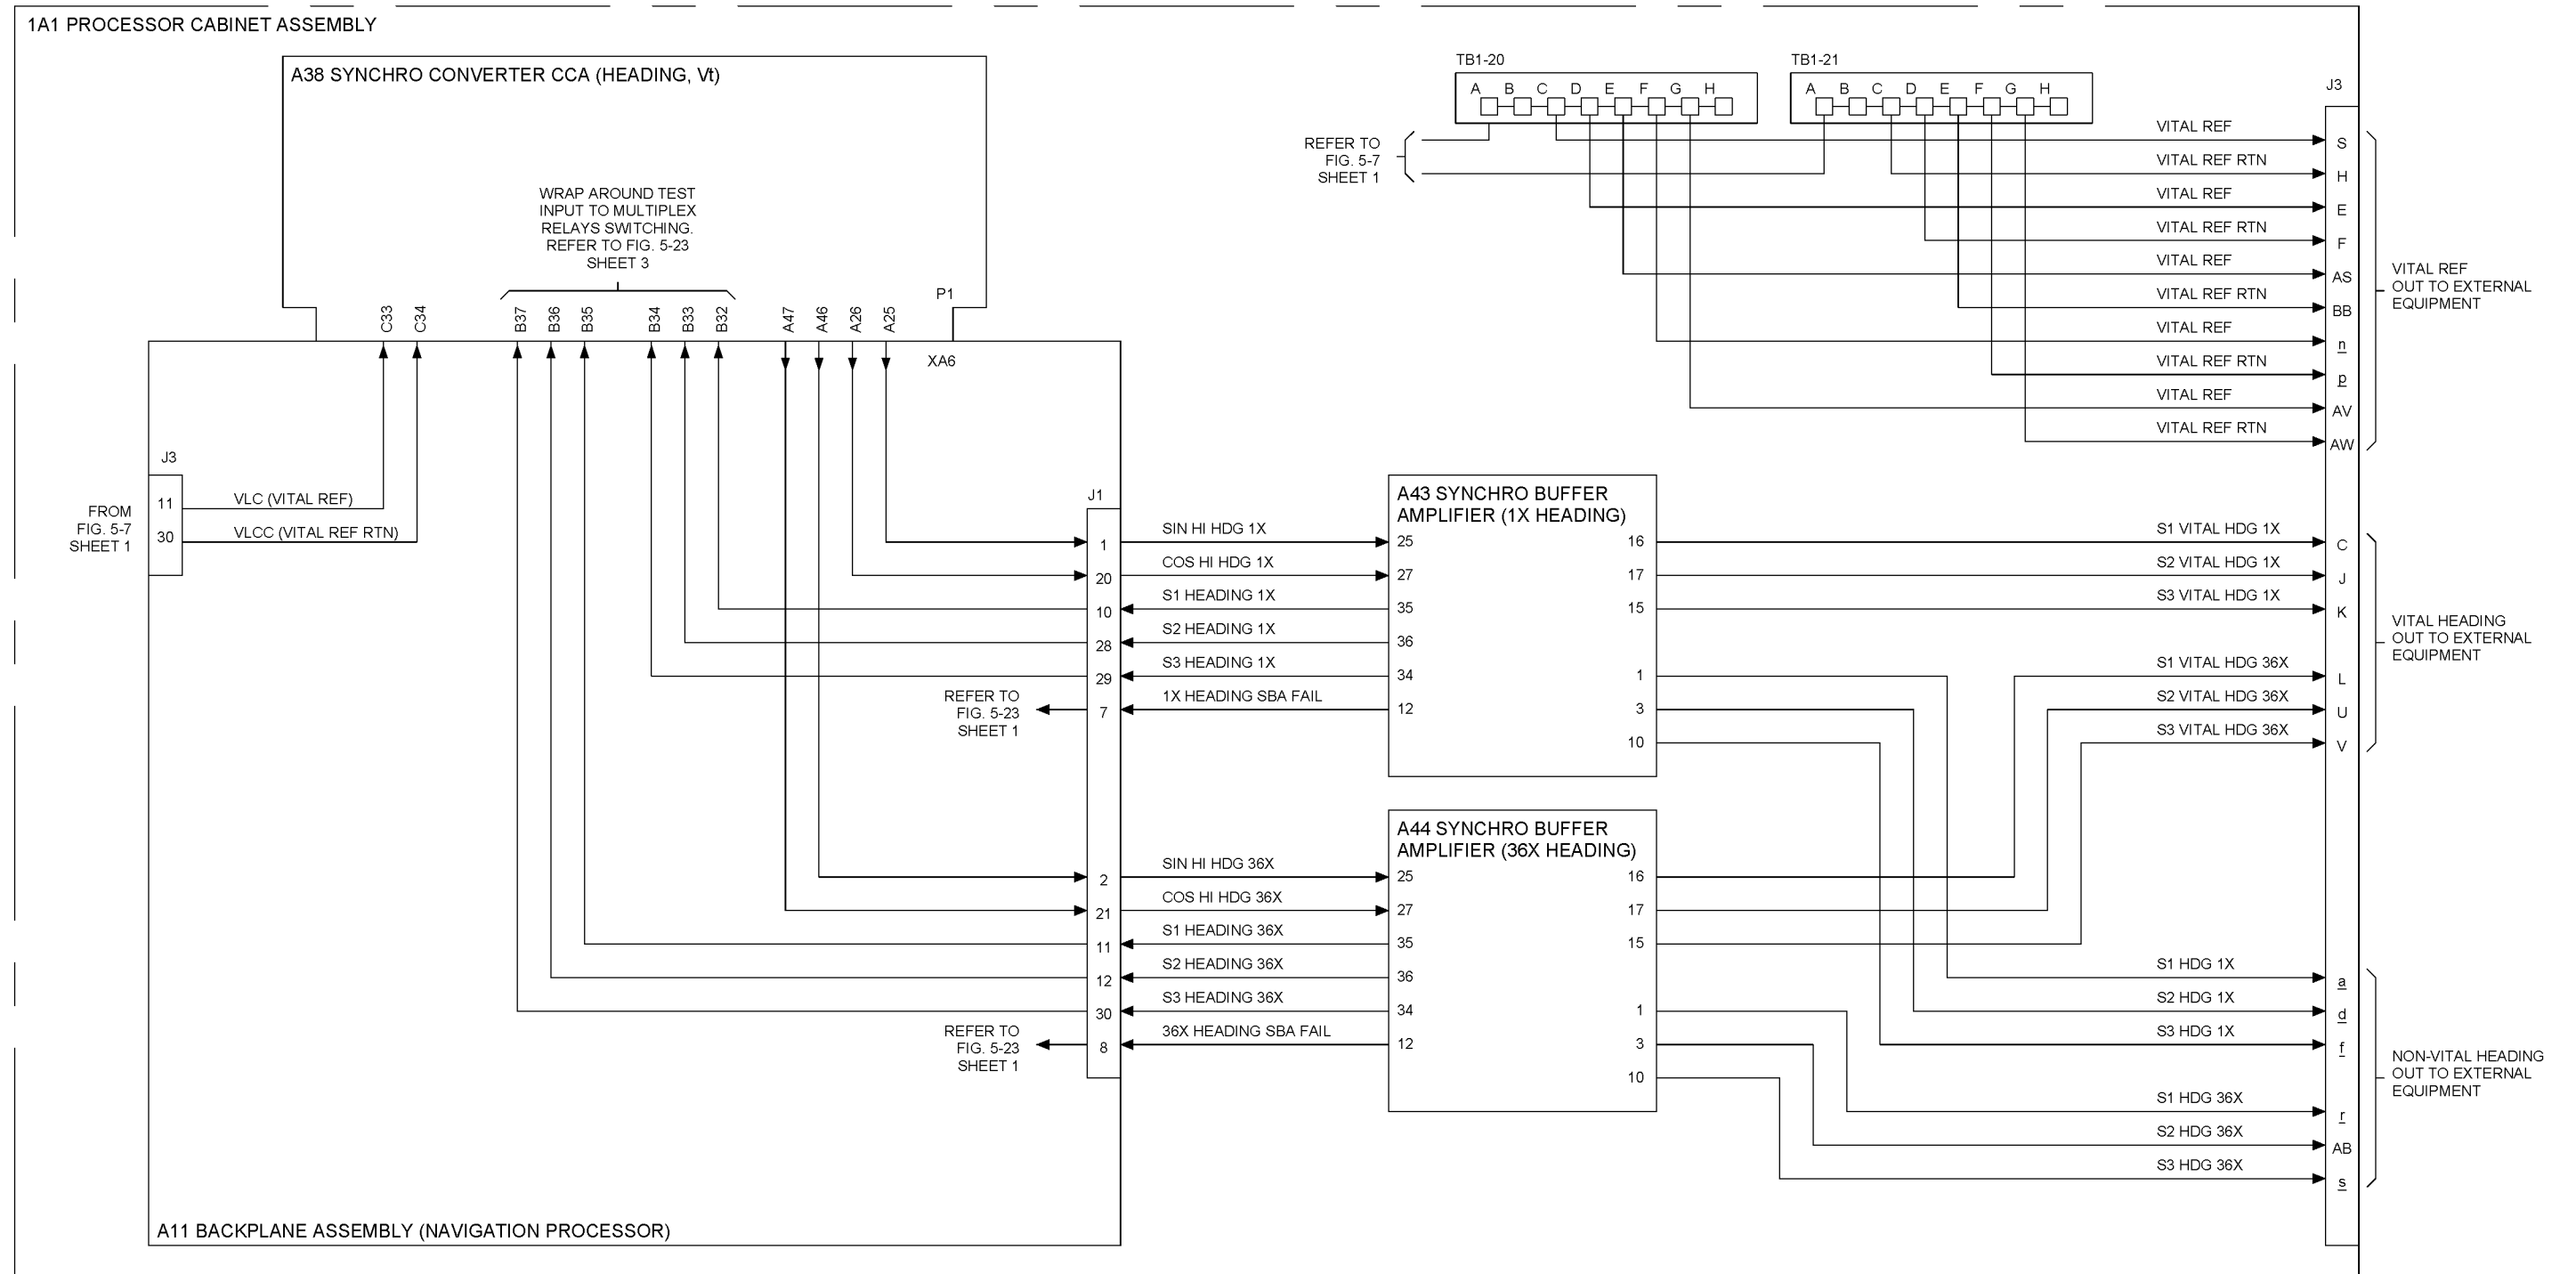 1A1 PROCESSOR CABINET ASSEMBLY
A38 SYNCHRO CONVERTER CCA (HEADING, Vt)
WRAP AROUND TEST
INPUT TO MULTIPLEX
RELAYS SWITCHING.
REFER TO FIG. 5-23
SHEET 3
P1
C33
C34
B37
B36
B35
B34
B33
B32
A47
A46
A26
A25
XA6
TB1-20
A B C D E F G H
TB1-21
A B C D E F G H
REFER TO
FIG. 5-7
SHEET 1
J3
VITAL REF
S
VITAL REF RTN
H
VITAL REF
E
VITAL REF RTN
F
VITAL REF
AS
VITAL REF RTN
BB
VITAL REF
n
VITAL REF RTN
p
VITAL REF
AV
VITAL REF RTN
AW
VITAL REF
OUT TO EXTERNAL
EQUIPMENT
J3
11
VLC (VITAL REF)
30
VLCC (VITAL REF RTN)
FROM
FIG. 5-7
SHEET 1
J1
1
20
10
28
29
7
2
21
11
12
30
8
REFER TO
FIG. 5-23
SHEET 1
REFER TO
FIG. 5-23
SHEET 1
SIN HI HDG 1X
COS HI HDG 1X
S1 HEADING 1X
S2 HEADING 1X
S3 HEADING 1X
1X HEADING SBA FAIL
SIN HI HDG 36X
COS HI HDG 36X
S1 HEADING 36X
S2 HEADING 36X
S3 HEADING 36X
36X HEADING SBA FAIL
A43 SYNCHRO BUFFER
AMPLIFIER (1X HEADING)
25
27
35
36
34
12
16
17
15
1
3
10
A44 SYNCHRO BUFFER
AMPLIFIER (36X HEADING)
25
27
35
36
34
12
16
17
15
1
3
10
S1 VITAL HDG 1X
C
S2 VITAL HDG 1X
J
S3 VITAL HDG 1X
K
S1 VITAL HDG 36X
L
S2 VITAL HDG 36X
U
S3 VITAL HDG 36X
V
VITAL HEADING
OUT TO EXTERNAL
EQUIPMENT
S1 HDG 1X
a
S2 HDG 1X
d
S3 HDG 1X
f
S1 HDG 36X
r
S2 HDG 36X
AB
S3 HDG 36X
s
NON-VITAL HEADING
OUT TO EXTERNAL
EQUIPMENT
A11 BACKPLANE ASSEMBLY (NAVIGATION PROCESSOR)